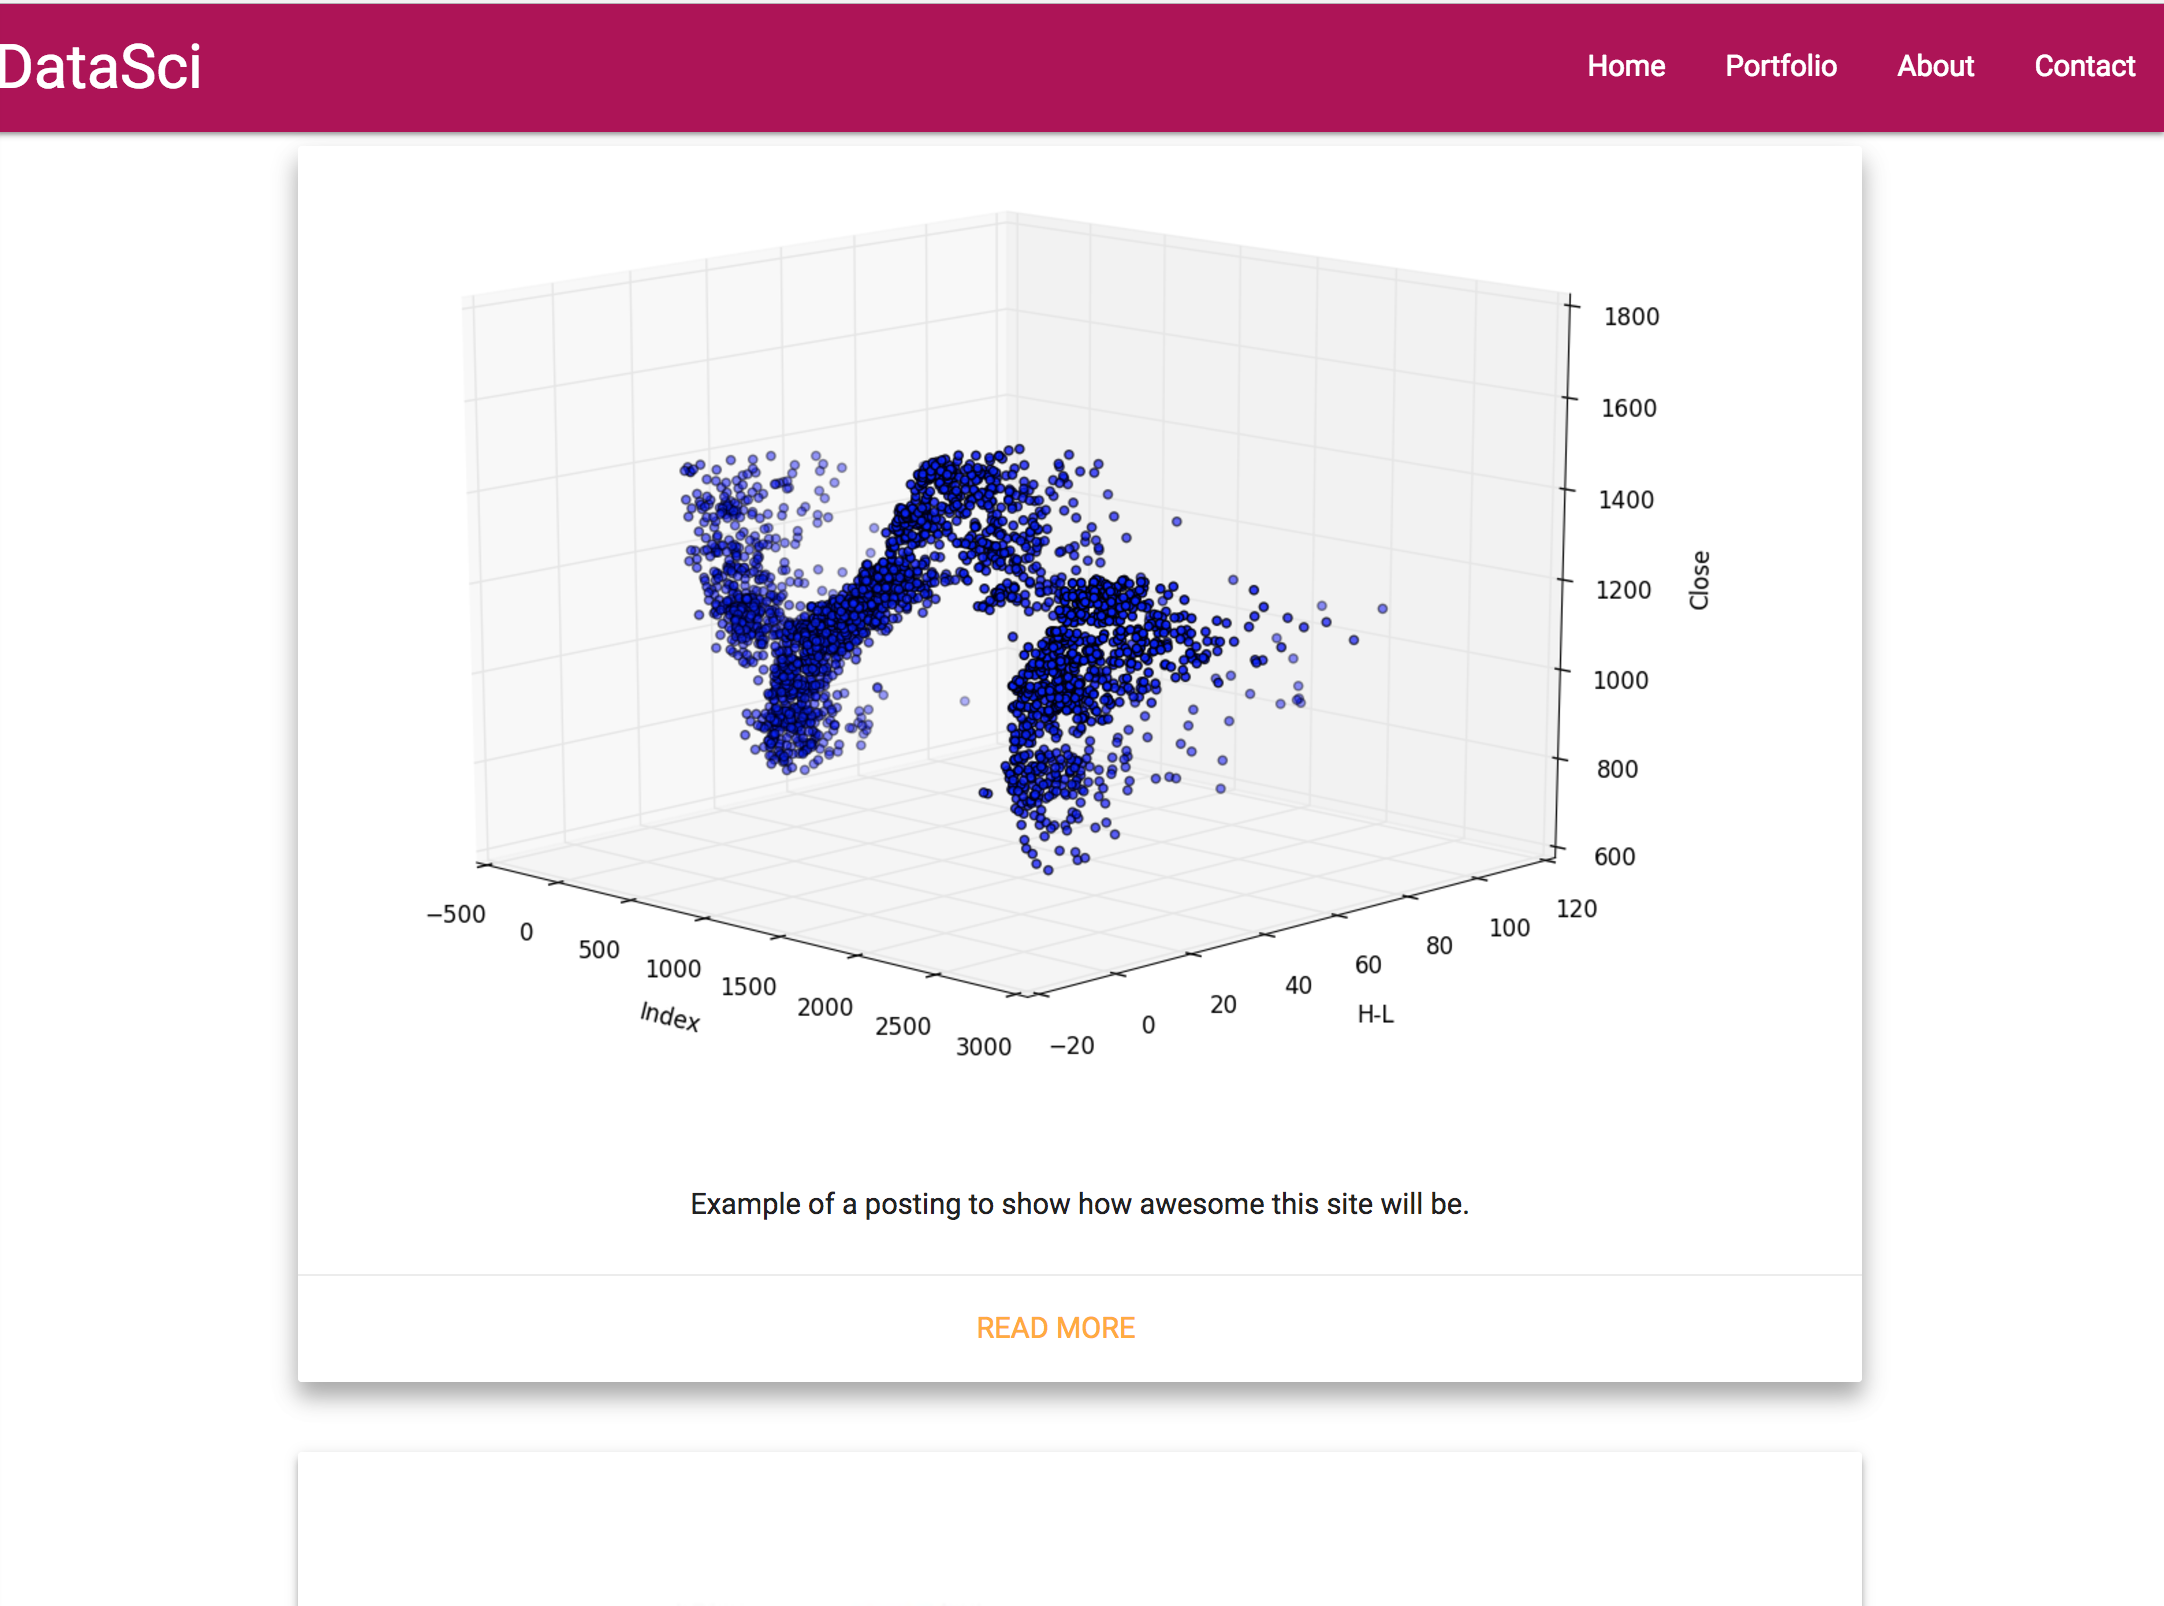 DataSci
Home Portfolio About Contact
1800
1600
1400
1200
1000
800
600
Close
−500 0 500 1000 1500 2000 2500 3000
Index
−20 0 20 40 60 80 100 120
H-L
Example of a posting to show how awesome this site will be.
READ MORE